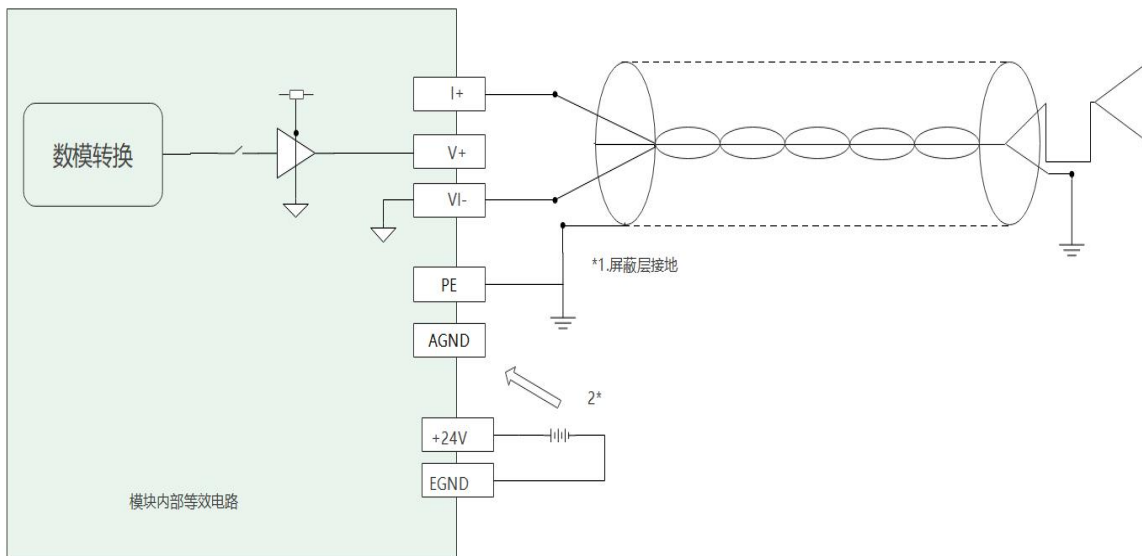 I+
数模转换
V+
VI-
*1.屏蔽层接地
PE
AGND
2*
+24V
EGND
模块内部等效电路